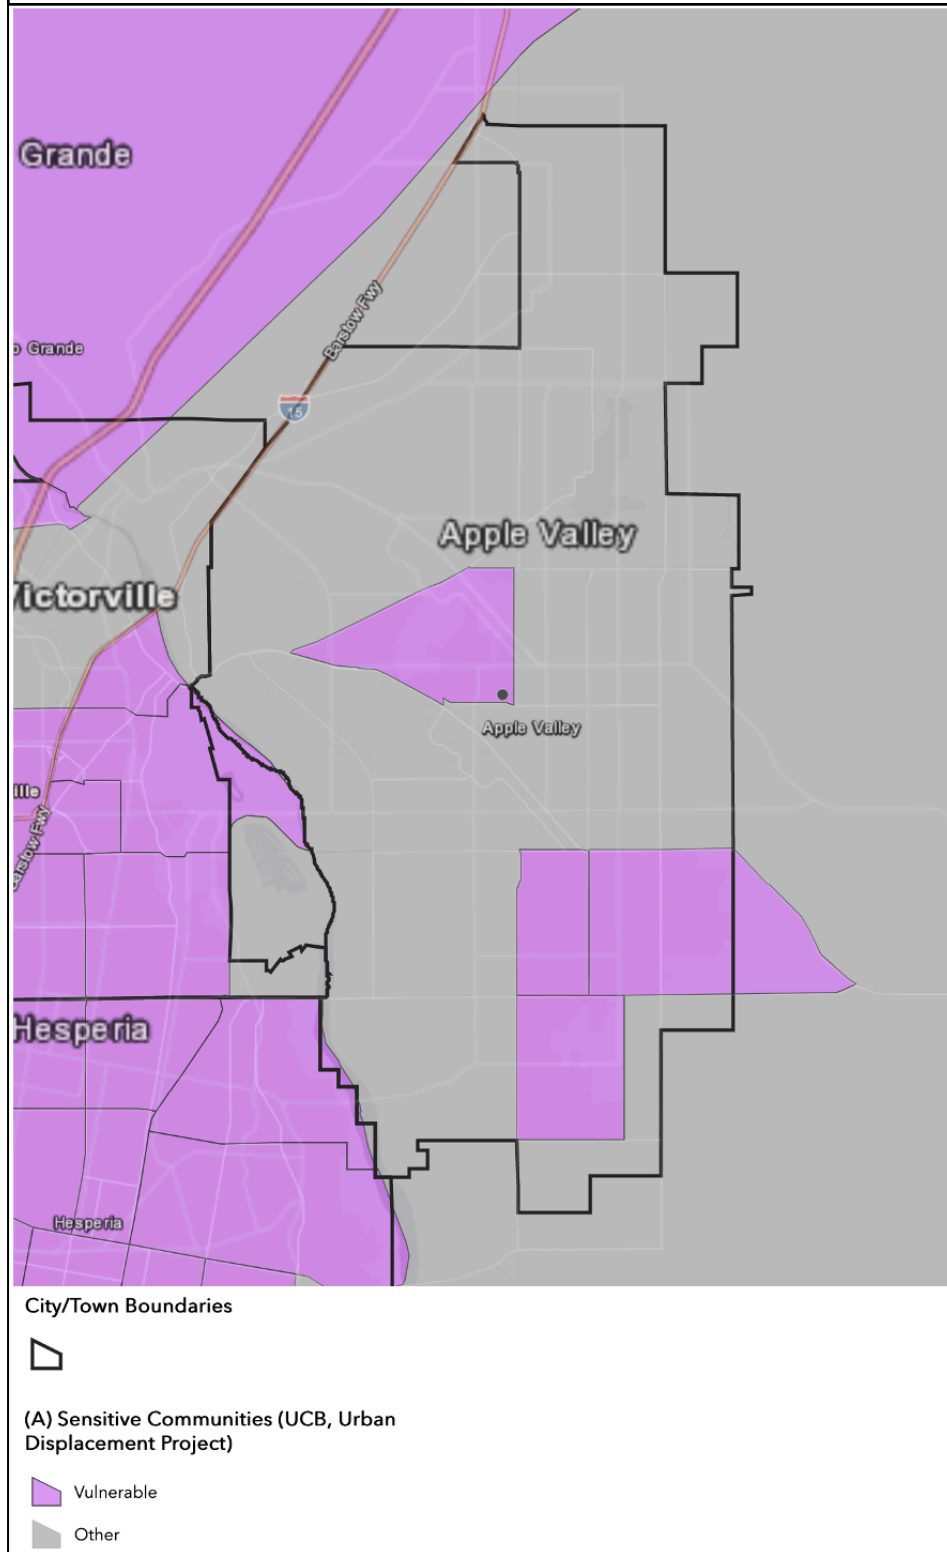 Grande
Barstow Fwy
o Grande
15
Apple Valley
Victorville
Apple Valley
ille
Barstow Fwy
Hesperia
Hesperia
City/Town Boundaries
(A) Sensitive Communities (UCB, Urban
Displacement Project)
Vulnerable
Other